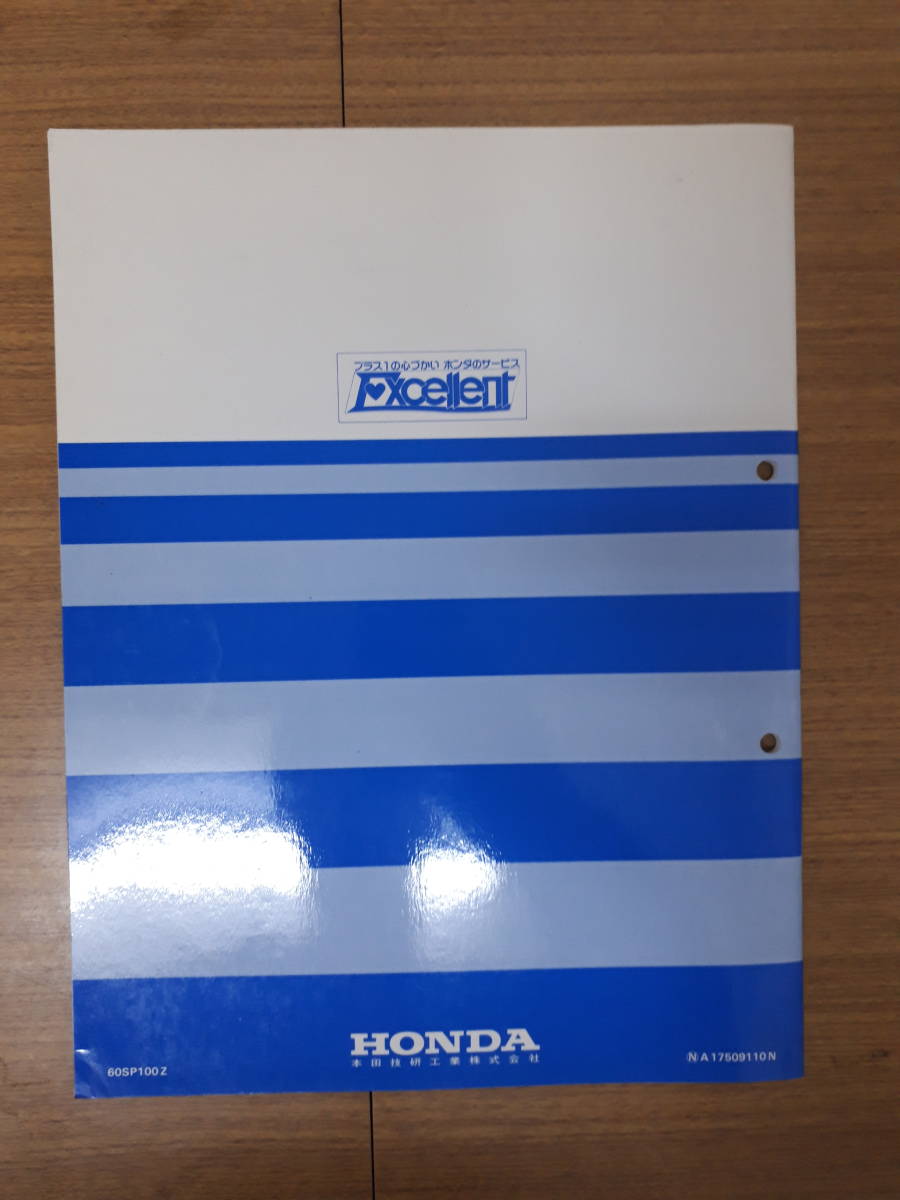 プラス1の心づかい ホンダのサービス
Excellent
HONDA
本田技研工業株式会社
60SP100Z
ⓃA17509110N